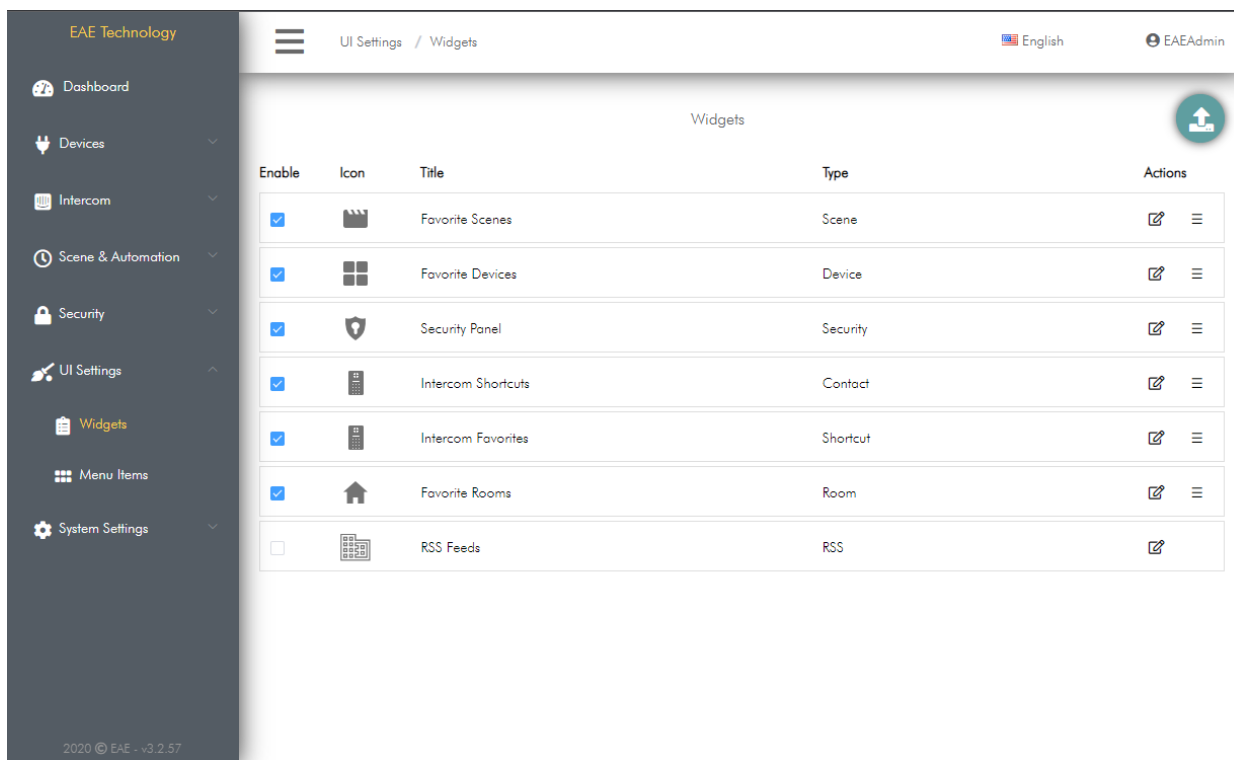 EAE Technology
UI Settings / Widgets
English
EAEAdmin
Dashboard
Devices
Intercom
Scene & Automation
Security
UI Settings
Widgets
Menu Items
System Settings
2020 © EAE - v3.2.57
Widgets
Enable Icon Title Type Actions
Favorite Scenes Scene
Favorite Devices Device
Security Panel Security
Intercom Shortcuts Contact
Intercom Favorites Shortcut
Favorite Rooms Room
RSS Feeds RSS